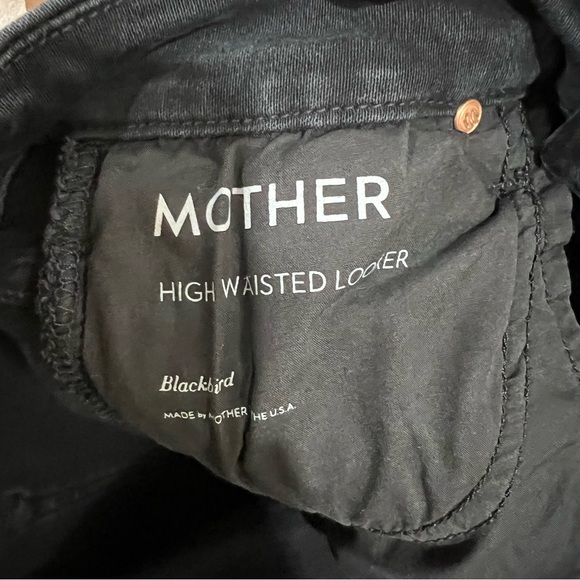 MOTHER
HIGH WAISTED LOOKER
Blackbird
MADE by MOTHER THE U.S.A.